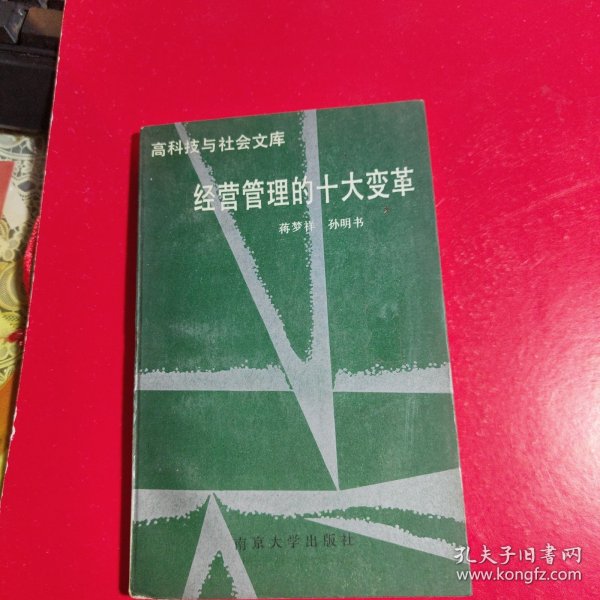 高科技与社会文库
经营管理的十大变革
蒋梦祥 孙明书
南京大学出版社
孔夫子旧书网
www.kongfz.com